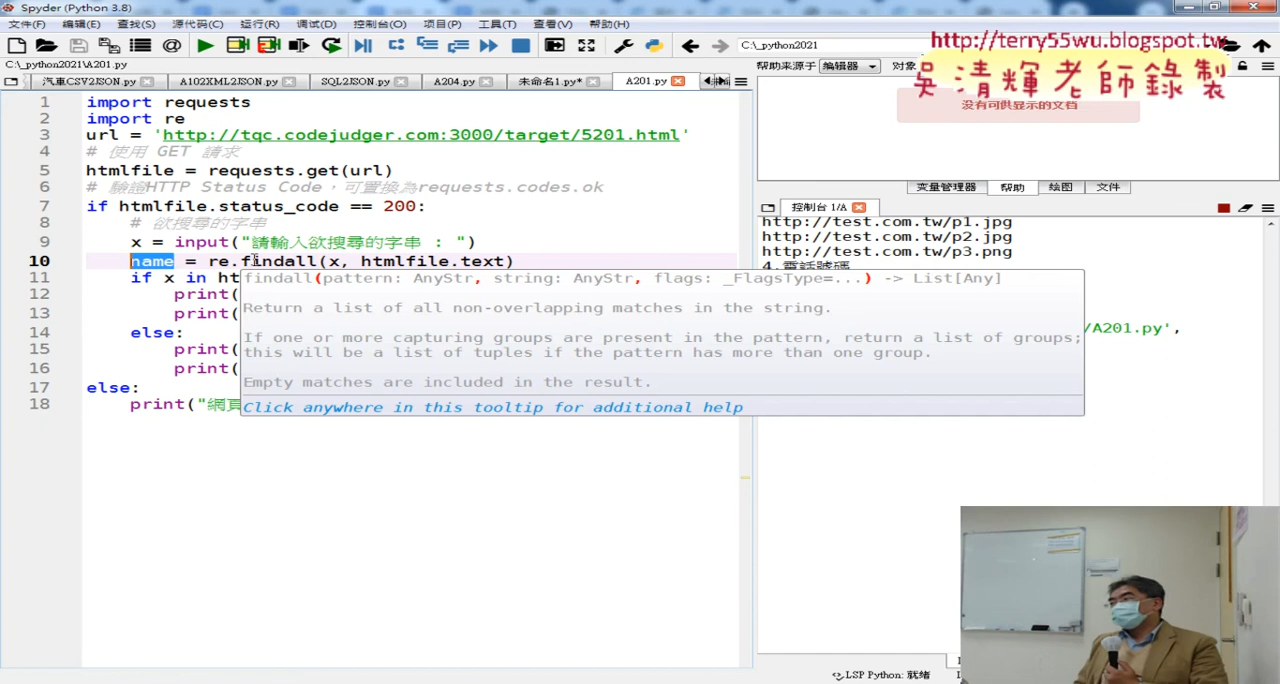 Spyder (Python 3.8)
文件(F) 编辑(E) 查找(S) 源代码(C) 运行(R) 调试(D) 控制台(O) 项目(P) 工具(T) 查看(V) 帮助(H)
C:\_python2021
http://terry55wu.blogspot.tw
吳清輝老師錄製
C:\_python2021\A201.py
汽車CSV2JSON.py A102XML2JSON.py SQL2JSON.py A204.py 未命名1.py* A201.py
帮助来源于 编辑器 对象
没有可供显示的文档
变量管理器 帮助 绘图 文件
控制台 1/A
1 import requests
2 import re
3 url = 'http://tqc.codejudger.com:3000/target/5201.html'
4 # 使用 GET 請求
5 htmlfile = requests.get(url)
6 # 驗證HTTP Status Code，可置換為requests.codes.ok
7 if htmlfile.status_code == 200:
8 # 欲搜尋的字串
9 x = input("請輸入欲搜尋的字串 : ")
10 name = re.findall(x, htmlfile.text)
11 if x in ht
12 print(
13 print(
14 else:
15 print(
16 print(
17 else:
18 print("網頁
findall(pattern: AnyStr, string: AnyStr, flags: _FlagsType=...) -> List[Any]
Return a list of all non-overlapping matches in the string.
If one or more capturing groups are present in the pattern, return a list of groups;
this will be a list of tuples if the pattern has more than one group.
Empty matches are included in the result.
Click anywhere in this tooltip for additional help
http://test.com.tw/p1.jpg
http://test.com.tw/p2.jpg
http://test.com.tw/p3.png
4.電話號碼
/A201.py',
LSP Python: 就绪